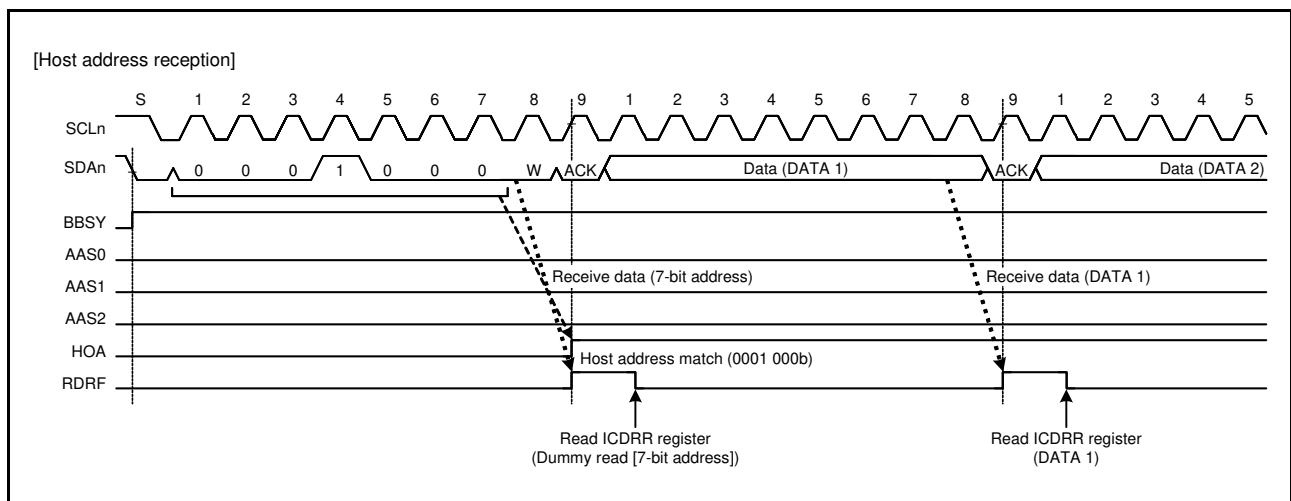 [Host address reception]
S 1 2 3 4 5 6 7 8 9 1 2 3 4 5 6 7 8 9 1 2 3 4 5
SCLn
SDAn 0 0 0 1 0 0 0 W ACK Data (DATA 1) ACK Data (DATA 2)
BBSY
AAS0
Receive data (7-bit address) Receive data (DATA 1)
AAS1
AAS2
HOA
Host address match (0001 000b)
RDRF
Read ICDRR register Read ICDRR register
(Dummy read [7-bit address]) (DATA 1)